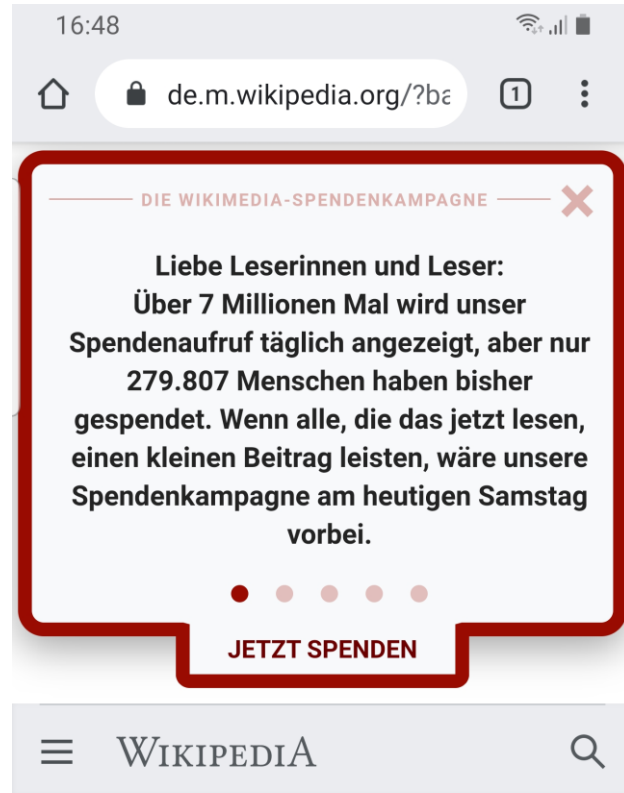 16:48
de.m.wikipedia.org/?ba
1
DIE WIKIMEDIA-SPENDENKAMPAGNE
Liebe Leserinnen und Leser:
Über 7 Millionen Mal wird unser
Spendenaufruf täglich angezeigt, aber nur
279.807 Menschen haben bisher
gespendet. Wenn alle, die das jetzt lesen,
einen kleinen Beitrag leisten, wäre unsere
Spendenkampagne am heutigen Samstag
vorbei.
JETZT SPENDEN
WIKIPEDIA